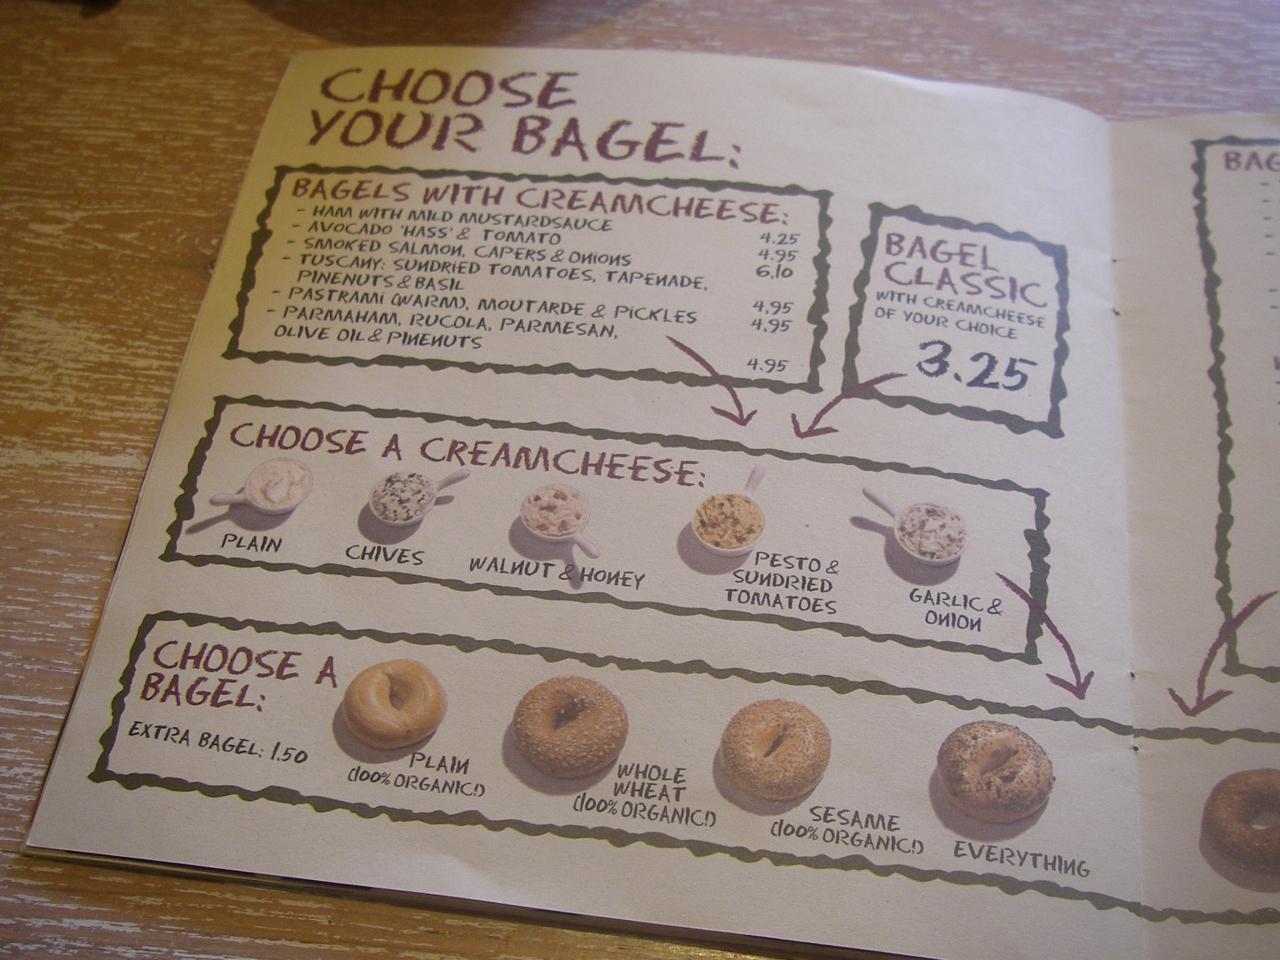 CHOOSE
YOUR BAGEL:
BAGELS WITH CREAMCHEESE:
- HAM WITH MILD MUSTARDSAUCE 4.25
- AVOCADO 'HASS' & TOMATO 4.95
- SMOKED SALMON, CAPERS & ONIONS 6.10
- TUSCANY: SUNDRIED TOMATOES, TAPENADE,
PINENUTS & BASIL 4.95
- PASTRAMI (WARM), MOUTARDE & PICKLES 4.95
- PARMAHAM, RUCOLA, PARMESAN,
OLIVE OIL & PINENUTS 4.95
BAGEL
CLASSIC
WITH CREAMCHEESE
OF YOUR CHOICE
3.25
CHOOSE A CREAMCHEESE:
PLAIN
CHIVES
WALNUT & HONEY
PESTO &
SUNDRIED
TOMATOES
GARLIC &
ONION
CHOOSE A
BAGEL:
EXTRA BAGEL: 1.50
PLAIN
(100% ORGANIC!)
WHOLE
WHEAT
(100% ORGANIC!)
SESAME
(100% ORGANIC!)
EVERYTHING
BAG